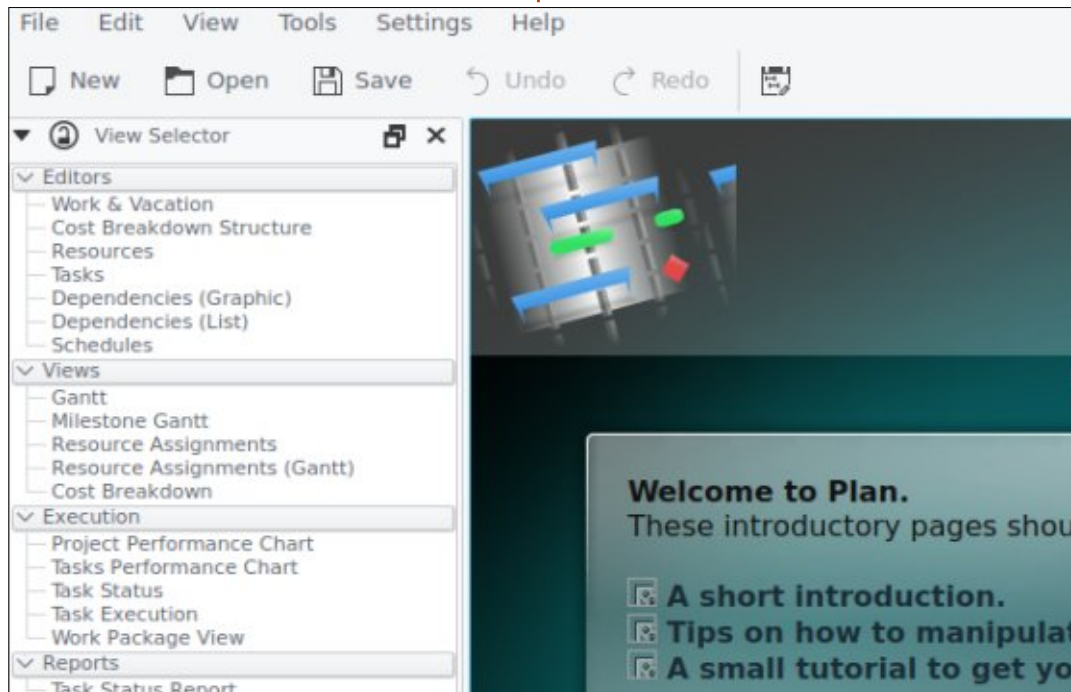 File Edit View Tools Settings Help
New Open Save Undo Redo
View Selector
Editors
Work & Vacation
Cost Breakdown Structure
Resources
Tasks
Dependencies (Graphic)
Dependencies (List)
Schedules
Views
Gantt
Milestone Gantt
Resource Assignments
Resource Assignments (Gantt)
Cost Breakdown
Execution
Project Performance Chart
Tasks Performance Chart
Task Status
Task Execution
Work Package View
Reports
Task Status Report
Welcome to Plan.
These introductory pages shou
A short introduction.
Tips on how to manipulat
A small tutorial to get yo